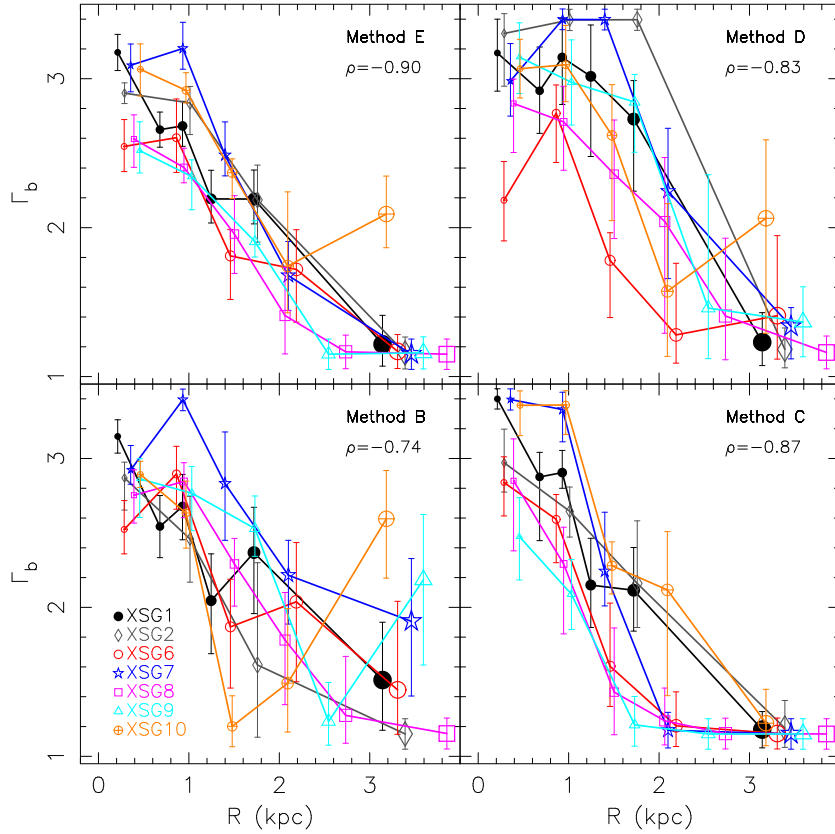 Method E
ρ=−0.90
Method D
ρ=−0.83
3
2
1
Γb
Method B
ρ=−0.74
Method C
ρ=−0.87
3
2
1
Γb
XSG1
XSG2
XSG6
XSG7
XSG8
XSG9
XSG10
0 1 2 3
0 1 2 3
R (kpc)
R (kpc)